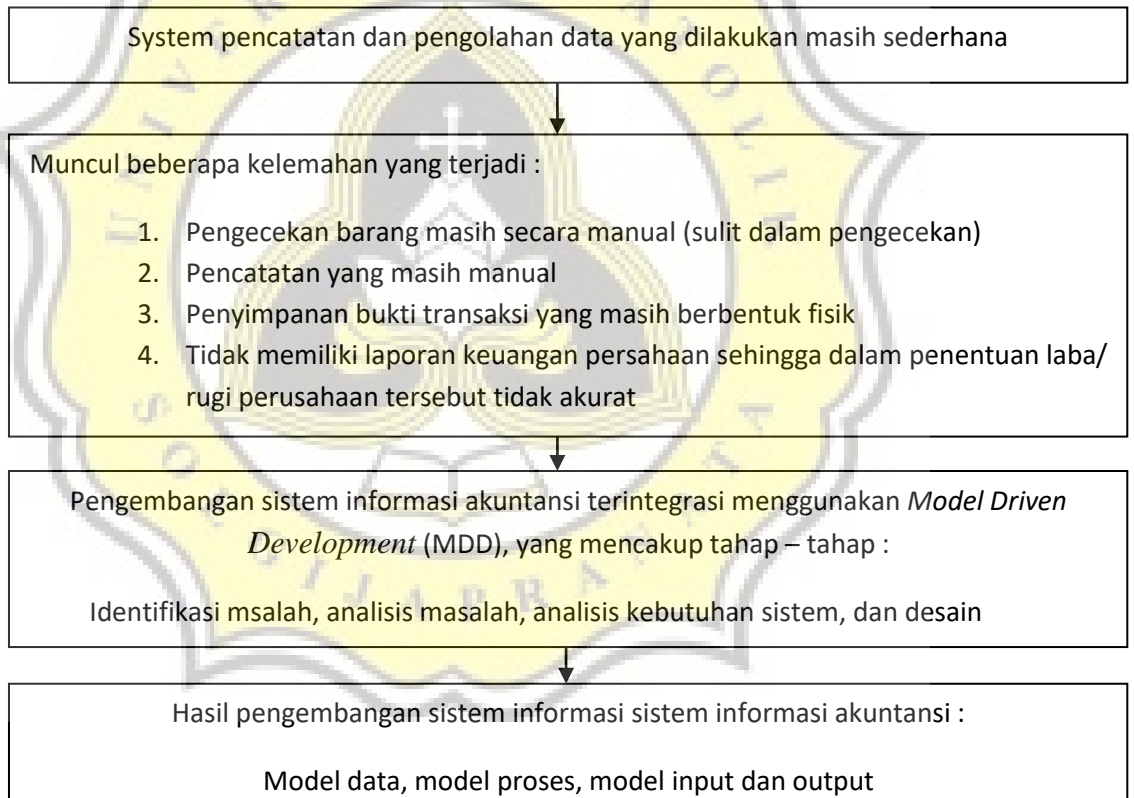 System pencatatan dan pengolahan data yang dilakukan masih sederhana
Muncul beberapa kelemahan yang terjadi :
1. Pengecekan barang masih secara manual (sulit dalam pengecekan)
2. Pencatatan yang masih manual
3. Penyimpanan bukti transaksi yang masih berbentuk fisik
4. Tidak memiliki laporan keuangan persahaan sehingga dalam penentuan laba/
rugi perusahaan tersebut tidak akurat
Pengembangan sistem informasi akuntansi terintegrasi menggunakan Model Driven
Development (MDD), yang mencakup tahap – tahap :
Identifikasi msalah, analisis masalah, analisis kebutuhan sistem, dan desain
Hasil pengembangan sistem informasi sistem informasi akuntansi :
Model data, model proses, model input dan output
SOEGIJAPRANATA